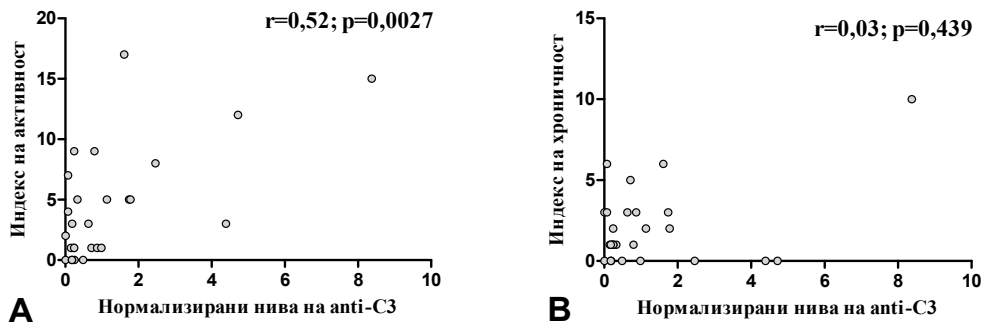 r=0,52; p=0,0027
Индекс на активност
20
15
10
5
0
0 2 4 6 8 10
Нормализирани нива на anti-C3
A
r=0,03; p=0,439
Индекс на хроничност
15
10
5
0
0 2 4 6 8 10
Нормализирани нива на anti-C3
B